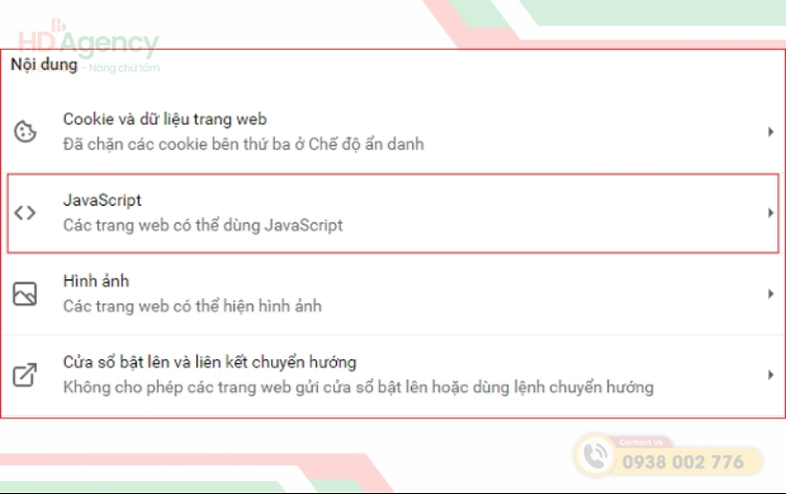 HD Agency
- Nâng chữ tâm
Nội dung
Cookie và dữ liệu trang web
Đã chặn các cookie bên thứ ba ở Chế độ ẩn danh
JavaScript
Các trang web có thể dùng JavaScript
Hình ảnh
Các trang web có thể hiện hình ảnh
Cửa sổ bật lên và liên kết chuyển hướng
Không cho phép các trang web gửi cửa sổ bật lên hoặc dùng lệnh chuyển hướng
Contact Us
0938 002 776